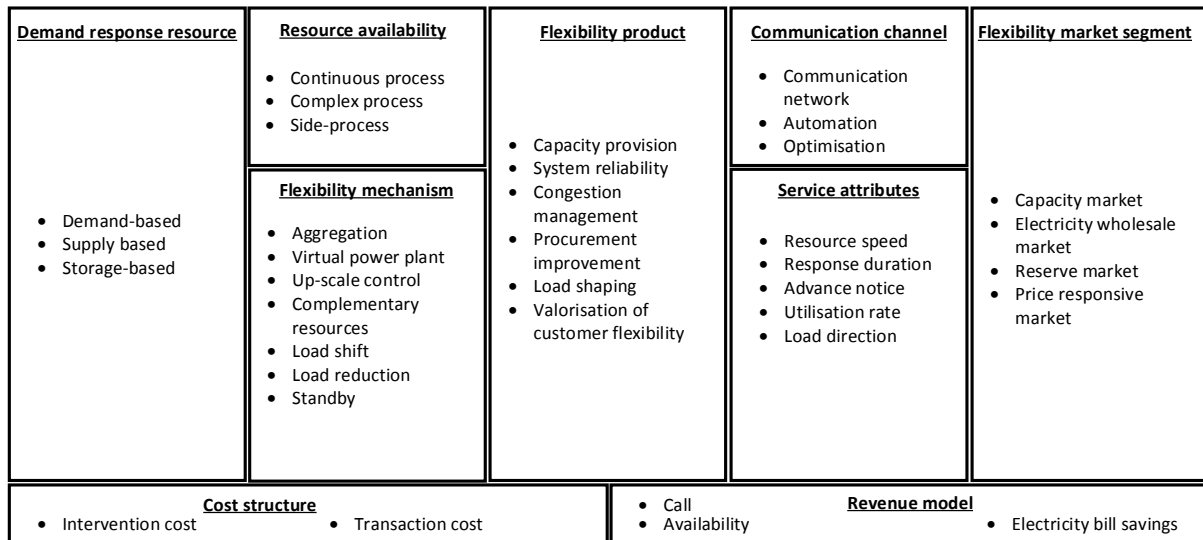 Demand response resource
• Demand-based
• Supply based
• Storage-based
Resource availability
• Continuous process
• Complex process
• Side-process
Flexibility mechanism
• Aggregation
• Virtual power plant
• Up-scale control
• Complementary
resources
• Load shift
• Load reduction
• Standby
Flexibility product
• Capacity provision
• System reliability
• Congestion
management
• Procurement
improvement
• Load shaping
• Valorisation of
customer flexibility
Communication channel
• Communication
network
• Automation
• Optimisation
Service attributes
• Resource speed
• Response duration
• Advance notice
• Utilisation rate
• Load direction
Flexibility market segment
• Capacity market
• Electricity wholesale
market
• Reserve market
• Price responsive
market
Cost structure
• Intervention cost
• Transaction cost
Revenue model
• Call
• Availability
• Electricity bill savings